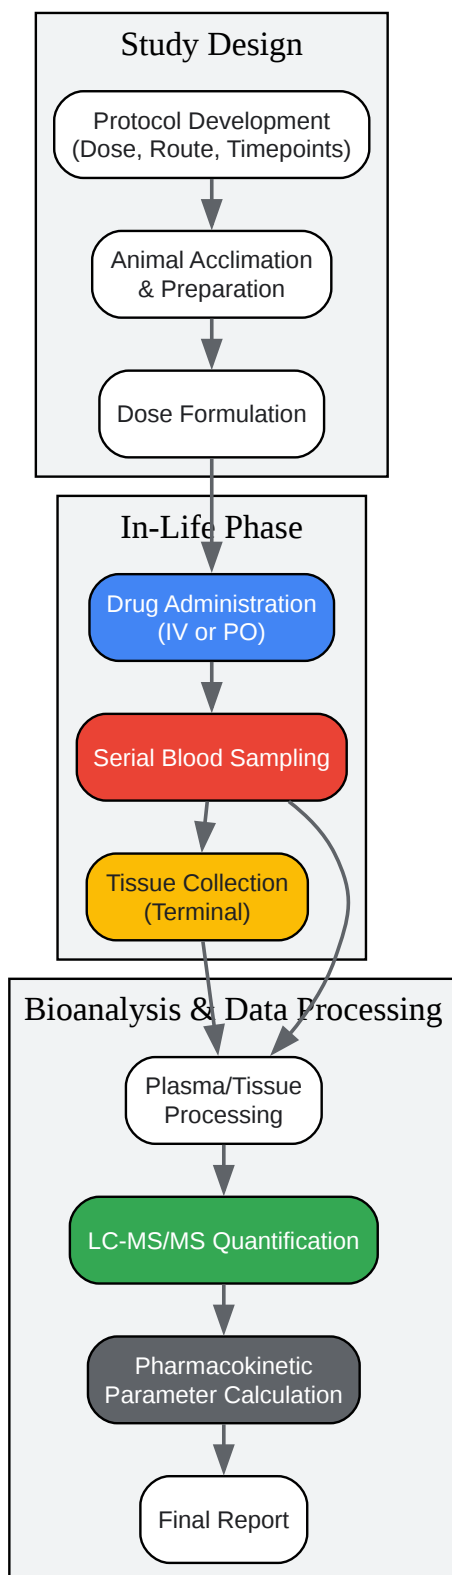 Study Design
Protocol Development
(Dose, Route, Timepoints)
Animal Acclimation
& Preparation
Dose Formulation
In-Life Phase
Drug Administration
(IV or PO)
Serial Blood Sampling
Tissue Collection
(Terminal)
Bioanalysis & Data Processing
Plasma/Tissue
Processing
LC-MS/MS Quantification
Pharmacokinetic
Parameter Calculation
Final Report